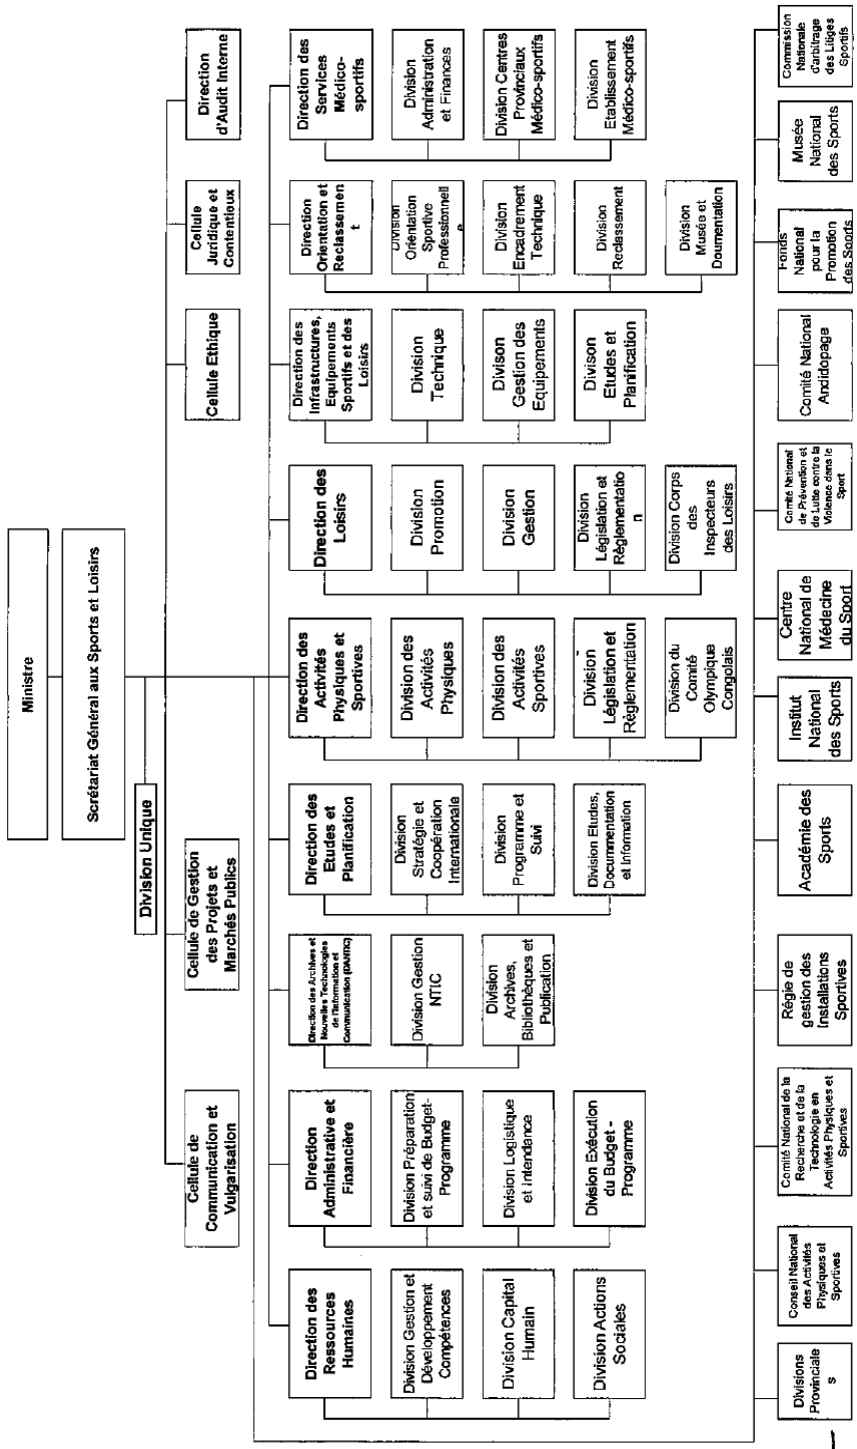 Ministre
Scrétariat Général aux Sports et Loisirs
Division Unique
Cellule de
Communication et
Vulgarisation
Cellule de Gestion
des Projets et
Marchés Publics
Cellule Ethique
Cellule
Juridique et
Contentieux
Direction
d'Audit Interne
Direction des
Ressources
Humaines
Division Gestion et
Développement
Compétences
Division Capital
Humain
Division Actions
Sociales
Direction
Administrative et
Financière
Division Préparation
et suivi de Budget-
Programme
Division Logistique
et Intendance
Division Exécution
du Budget -
Programme
Direction des Archives et
Nouvelles Technologies
de l'Information et
Communication (DANTIC)
Division Gestion
NTIC
Division
Archives,
Bibliothèques et
Publication
Direction des
Etudes et
Planification
Division
Stratégie et
Coopération
Internationale
Division
Programme et
Suivi
Division Etudes,
Docummentation
et Information
Direction des
Activités
Physiques et
Sportives
Division des
Activités
Physiques
Division des
Activités
Sportives
Division
Législation et
Règlementation
Division du
Comité
Olympique
Congolais
Direction des
Loisirs
Division
Promotion
Division
Gestion
Division
Législation et
Règlementatio
n
Division Corps
des
Inspecteurs
des Loisirs
Direction des
Infrastructures,
Equipements
Sportifs et des
Loisirs
Division
Technique
Divison
Gestion des
Equipements
Divison
Etudes et
Planification
Direction
Orientation et
Reclassemen
t
Division
Orientation
Sportive
Professionnell
e
Division
Encadrement
Technique
Division
Reclassement
Division
Musée et
Doumentation
Direction des
Services
Médico-
sportifs
Division
Administration
et Finances
Division Centres
Provinciaux
Médico-sportifs
Division
Etablissement
Médico-sportifs
Divisions
Provinciale
s
Conseil National
des Activités
Physiques et
Sportives
Comité National de la
Recherche et de la
Technologie en
Activités Physiques et
Sportives
Régie de
gestion des
Installations
Sportives
Académie des
Sports
Institut
National
des Sports
Centre
National de
Médecine
du Sport
Comité National
de Prévention et
de Lutte contre la
Violence dans le
Sport
Comité National
Andidopage
Fonds
National
pour la
Promotion
des Sports
Musée
National
des Sports
Commission
Nationale
d'arbitrage
des Litiges
Sportifs